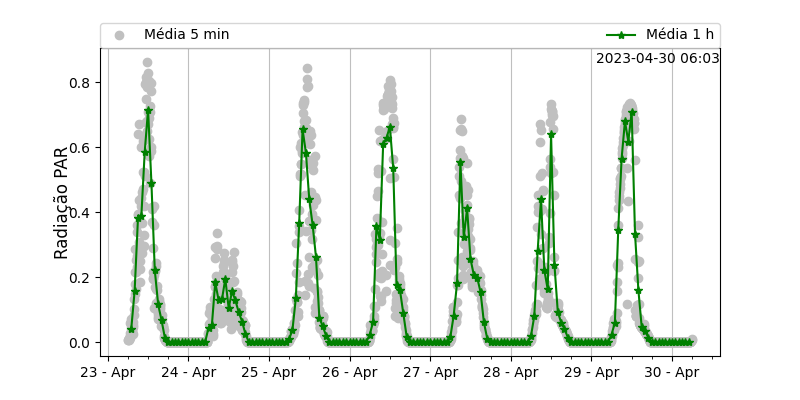 Média 5 min
Média 1 h
2023-04-30 06:03
Radiação PAR
0.8
0.6
0.4
0.2
0.0
23 - Apr
24 - Apr
25 - Apr
26 - Apr
27 - Apr
28 - Apr
29 - Apr
30 - Apr